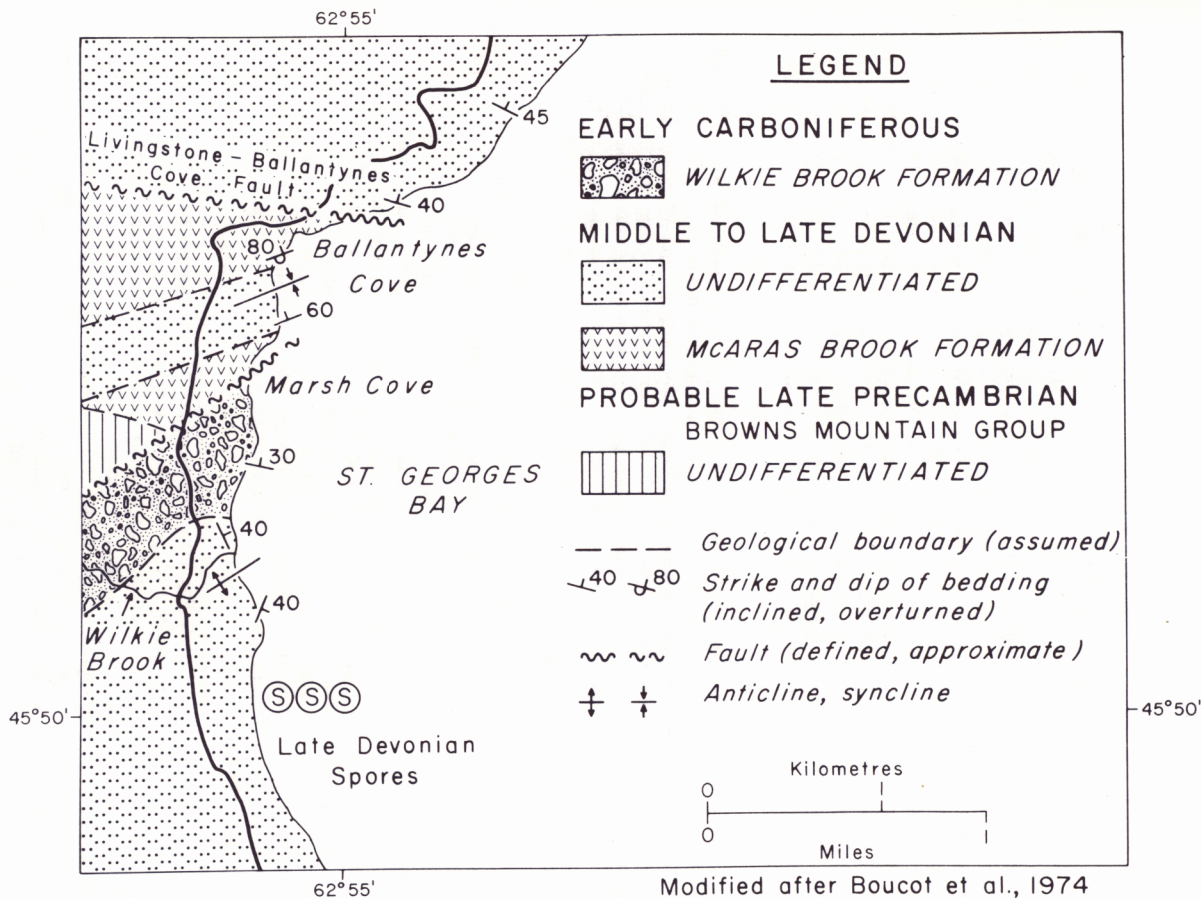 62°55'
LEGEND
EARLY CARBONIFEROUS
WILKIE BROOK FORMATION
MIDDLE TO LATE DEVONIAN
UNDIFFERENTIATED
McARAS BROOK FORMATION
PROBABLE LATE PRECAMBRIAN
BROWNS MOUNTAIN GROUP
UNDIFFERENTIATED
Geological boundary (assumed)
40 80 Strike and dip of bedding
(inclined, overturned)
Fault (defined, approximate)
Anticline, syncline
Kilometres
0 1
0 1
Miles
45
Livingstone-Ballantynes
Cove Fault
40
80
Ballantynes
Cove
60
Marsh Cove
30
ST. GEORGES
BAY
40
40
Wilkie
Brook
S S S
Late Devonian
Spores
45°50'
45°50'
62°55'
Modified after Boucot et al., 1974